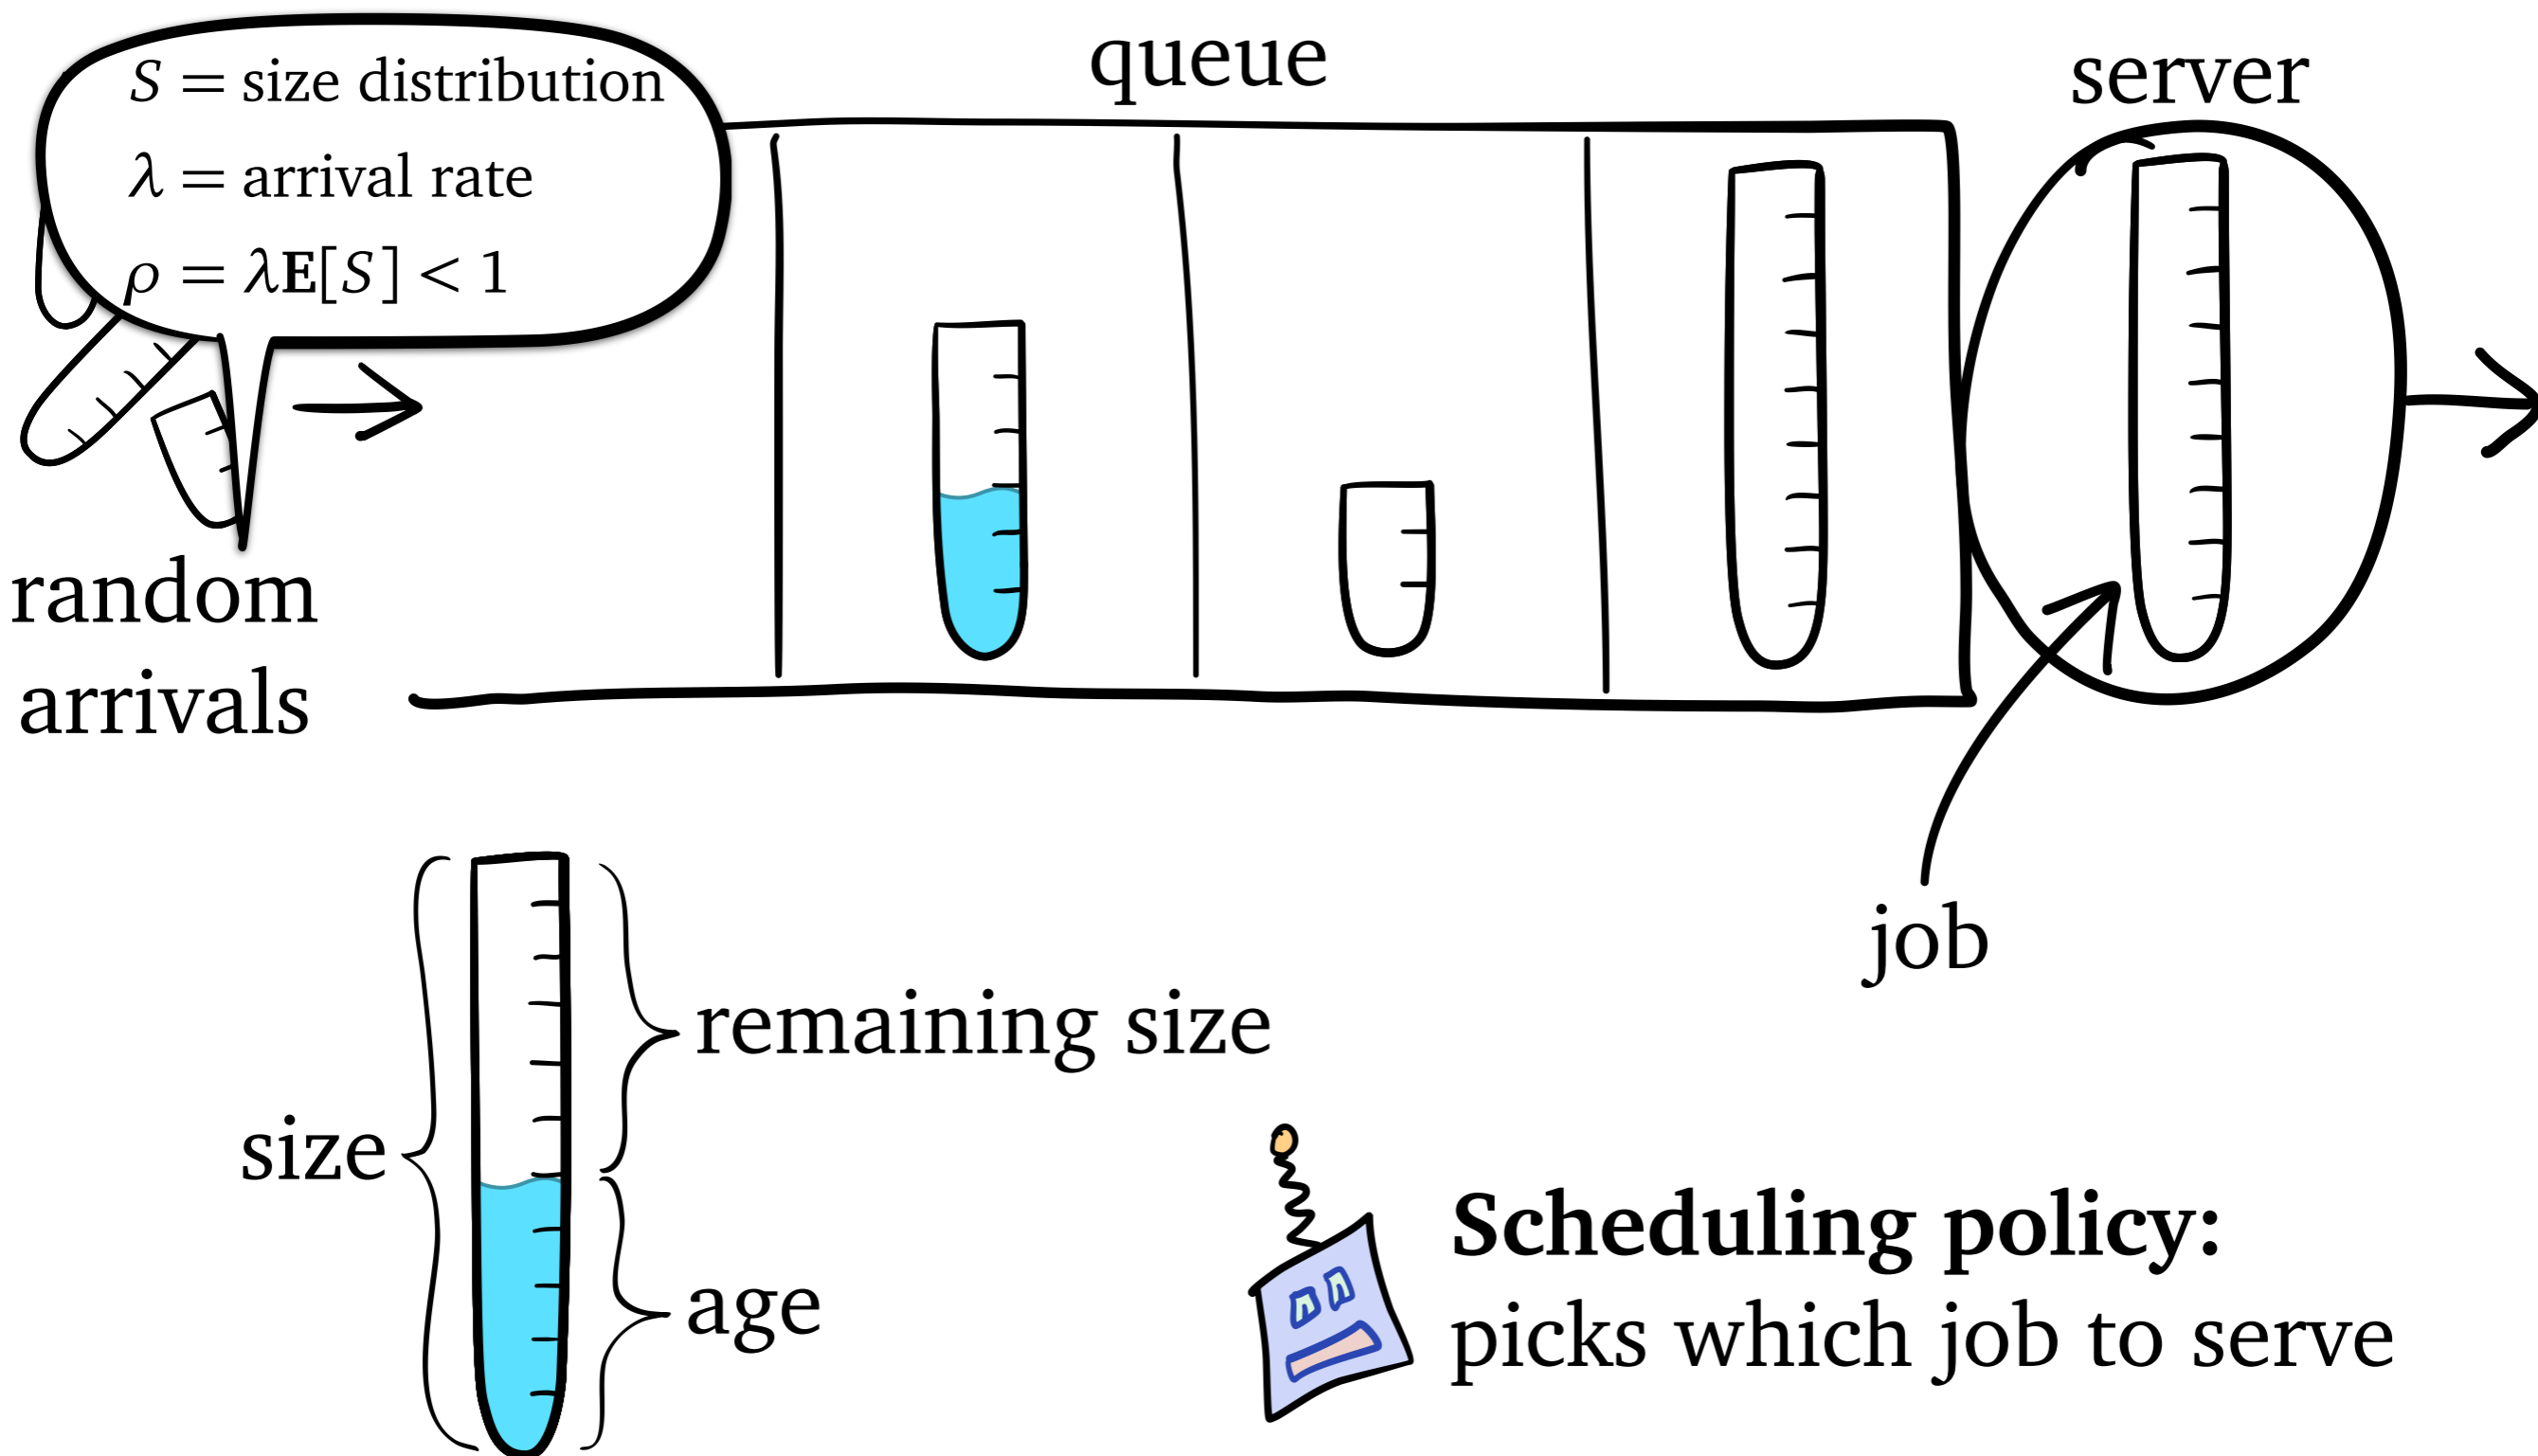 S = size distribution
λ = arrival rate
ρ = λE[S] < 1
queue
server
random
arrivals
job
remaining size
size
age
Scheduling policy:
picks which job to serve